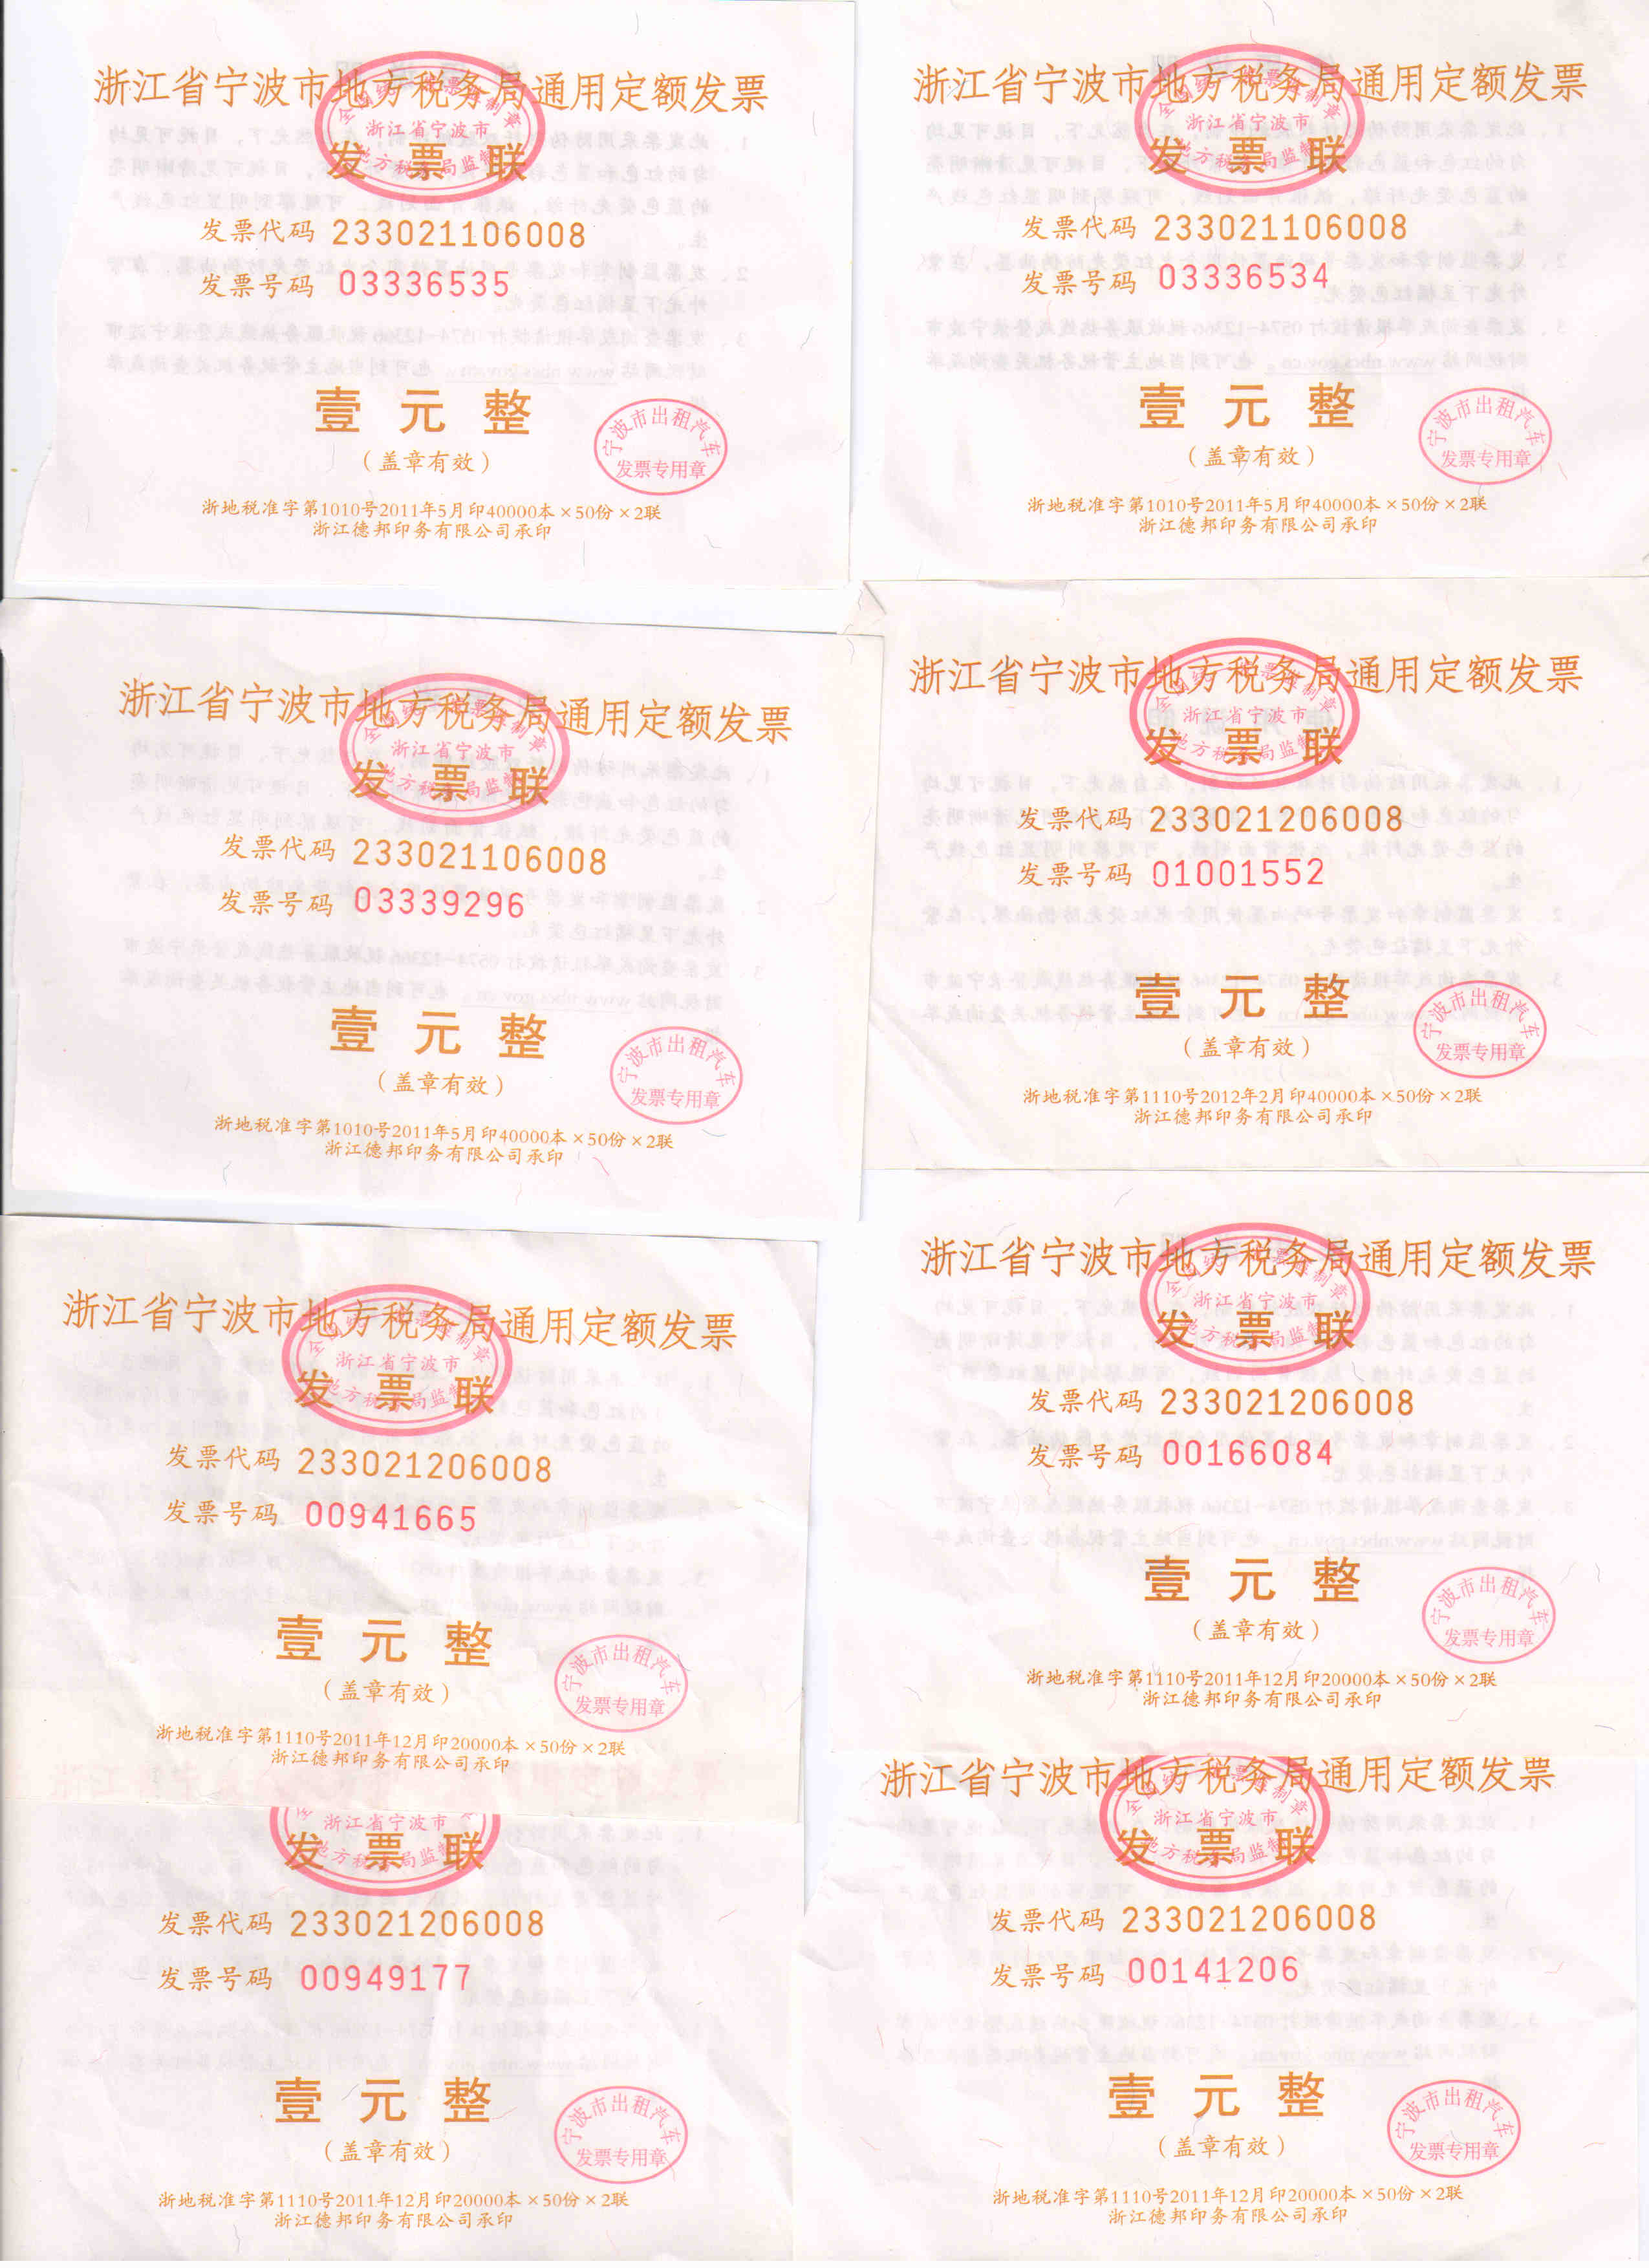 浙江省宁波市地方税务局通用定额发票
浙江省宁波市
发 票 联
地方税务局监制
发票代码 233021106008
发票号码 03336535
壹 元 整
(盖章有效)
宁波市出租汽车
发票专用章
浙地税准字第1010号2011年5月印40000本×50份×2联
浙江德邦印务有限公司承印
浙江省宁波市地方税务局通用定额发票
浙江省宁波市
发 票 联
地方税务局监制
发票代码 233021106008
发票号码 03336534
壹 元 整
(盖章有效)
宁波市出租汽车
发票专用章
浙地税准字第1010号2011年5月印40000本×50份×2联
浙江德邦印务有限公司承印
浙江省宁波市地方税务局通用定额发票
浙江省宁波市
发 票 联
地方税务局监制
发票代码 233021106008
发票号码 03339296
壹 元 整
(盖章有效)
宁波市出租汽车
发票专用章
浙地税准字第1010号2011年5月印40000本×50份×2联
浙江德邦印务有限公司承印
浙江省宁波市地方税务局通用定额发票
浙江省宁波市
发 票 联
地方税务局监制
发票代码 233021206008
发票号码 01001552
壹 元 整
(盖章有效)
宁波市出租汽车
发票专用章
浙地税准字第1110号2012年2月印40000本×50份×2联
浙江德邦印务有限公司承印
浙江省宁波市地方税务局通用定额发票
浙江省宁波市
发 票 联
地方税务局监制
发票代码 233021206008
发票号码 00941665
壹 元 整
(盖章有效)
宁波市出租汽车
发票专用章
浙地税准字第1110号2011年12月印20000本×50份×2联
浙江德邦印务有限公司承印
浙江省宁波市地方税务局通用定额发票
浙江省宁波市
发 票 联
地方税务局监制
发票代码 233021206008
发票号码 00166084
壹 元 整
(盖章有效)
宁波市出租汽车
发票专用章
浙地税准字第1110号2011年12月印20000本×50份×2联
浙江德邦印务有限公司承印
浙江省宁波市
发 票 联
地方税务局监制
发票代码 233021206008
发票号码 00949177
壹 元 整
(盖章有效)
宁波市出租汽车
发票专用章
浙地税准字第1110号2011年12月印20000本×50份×2联
浙江德邦印务有限公司承印
浙江省宁波市地方税务局通用定额发票
浙江省宁波市
发 票 联
地方税务局监制
发票代码 233021206008
发票号码 00141206
壹 元 整
(盖章有效)
宁波市出租汽车
发票专用章
浙地税准字第1110号2011年12月印20000本×50份×2联
浙江德邦印务有限公司承印